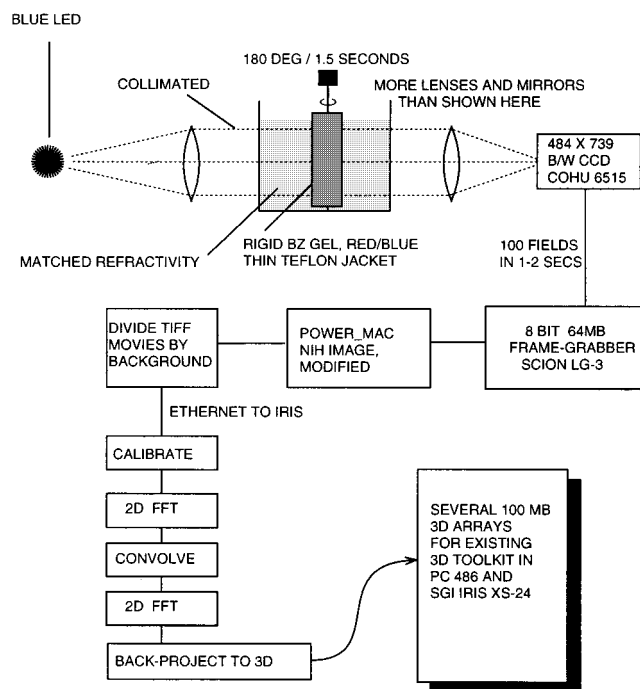 BLUE LED
180 DEG / 1.5 SECONDS
COLLIMATED
MORE LENSES AND MIRRORS
THAN SHOWN HERE
484 X 739
B/W CCD
COHU 6515
MATCHED REFRACTIVITY
RIGID BZ GEL, RED/BLUE
THIN TEFLON JACKET
100 FIELDS
IN 1-2 SECS
DIVIDE TIFF
MOVIES BY
BACKGROUND
POWER_MAC
NIH IMAGE,
MODIFIED
8 BIT 64MB
FRAME-GRABBER
SCION LG-3
ETHERNET TO IRIS
CALIBRATE
2D FFT
CONVOLVE
2D FFT
BACK-PROJECT TO 3D
SEVERAL 100 MB
3D ARRAYS
FOR EXISTING
3D TOOLKIT IN
PC 486 AND
SGI IRIS XS-24